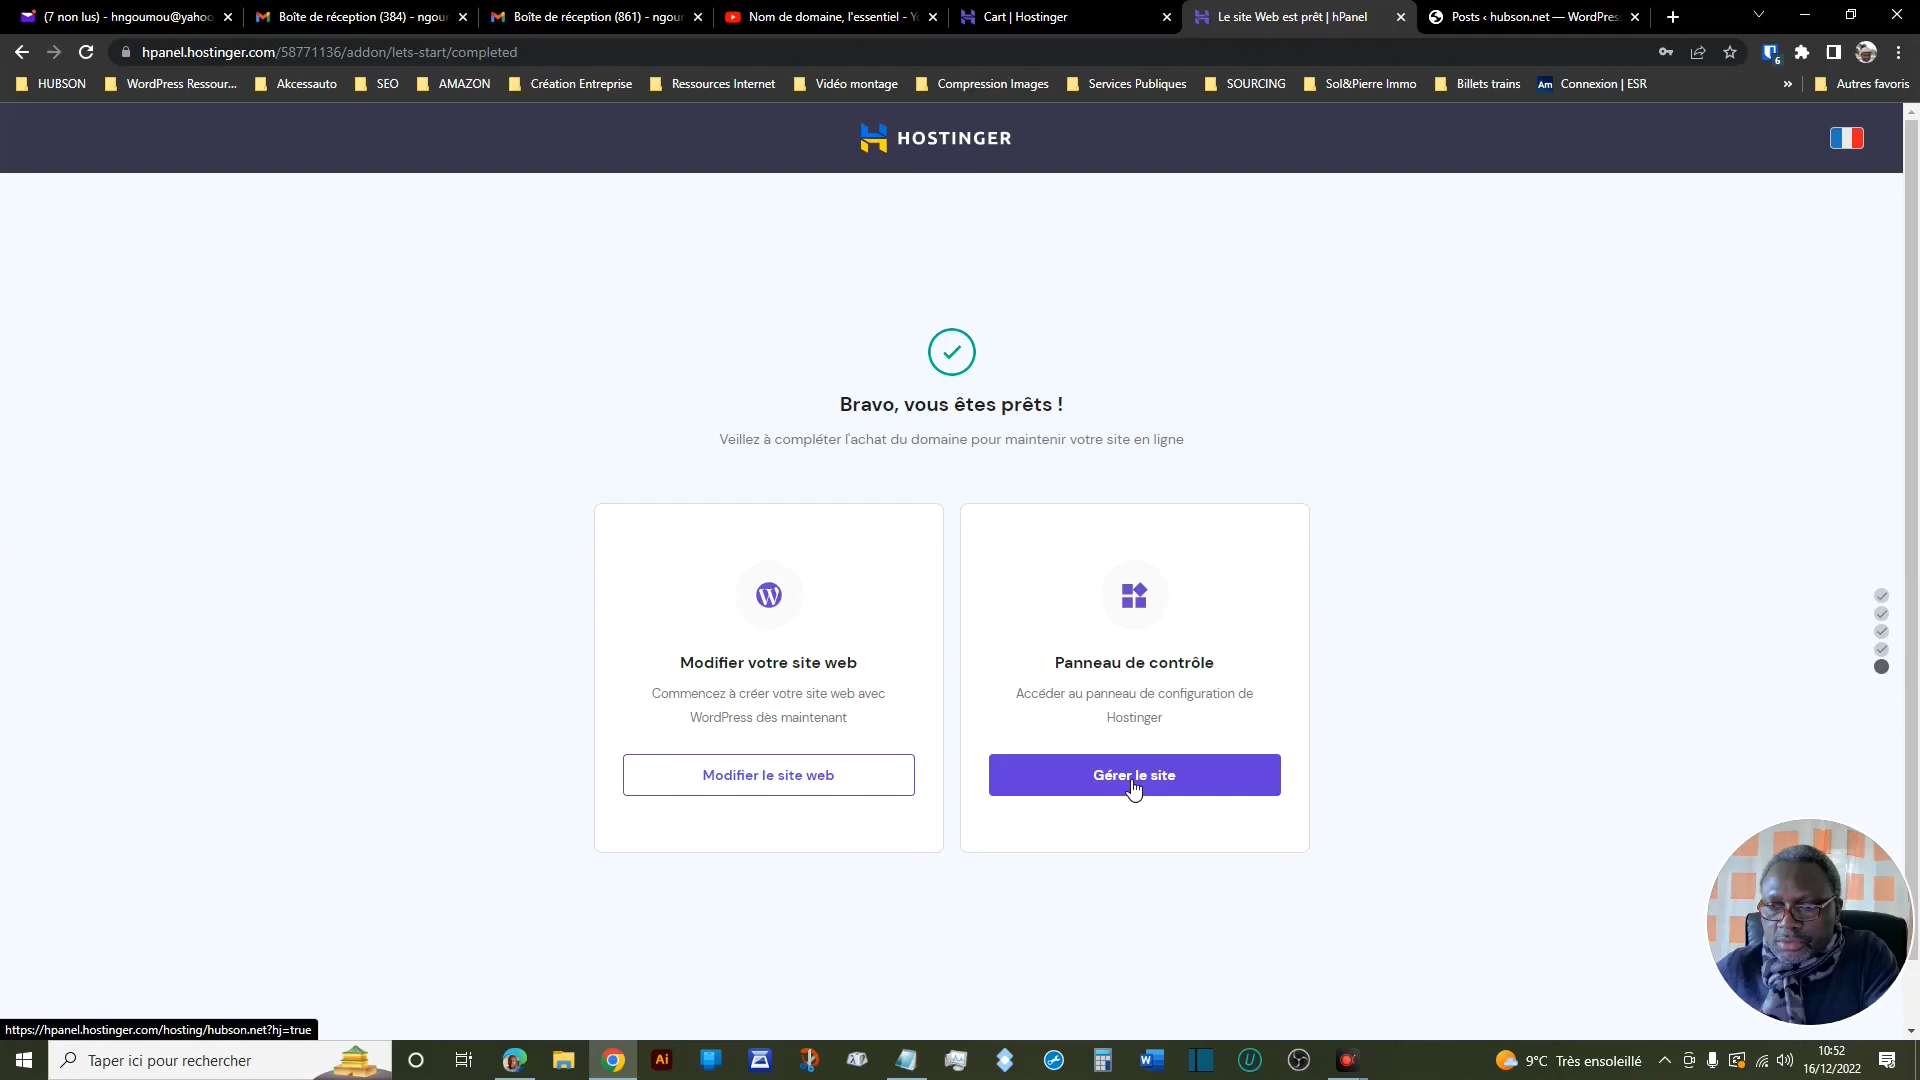 (7 non lus) - hngoumou@yahoo
Boîte de réception (384) - ngour
Boîte de réception (861) - ngour
Nom de domaine, l'essentiel - Y
Cart | Hostinger
Le site Web est prêt | hPanel
Posts ‹ hubson.net — WordPres
hpanel.hostinger.com/58771136/addon/lets-start/completed
6
HUBSON
WordPress Ressour...
Akcessauto
SEO
AMAZON
Création Entreprise
Ressources Internet
Vidéo montage
Compression Images
Services Publiques
SOURCING
Sol&Pierre Immo
Billets trains
Am
Connexion | ESR
»
Autres favoris
HOSTINGER
Bravo, vous êtes prêts !
Veillez à compléter l'achat du domaine pour maintenir votre site en ligne
Modifier votre site web
Commencez à créer votre site web avec
WordPress dès maintenant
Modifier le site web
Panneau de contrôle
Accéder au panneau de configuration de
Hostinger
Gérer le site
https://hpanel.hostinger.com/hosting/hubson.net?hj=true
Taper ici pour rechercher
Ai
9°C Très ensoleillé
10:52
16/12/2022